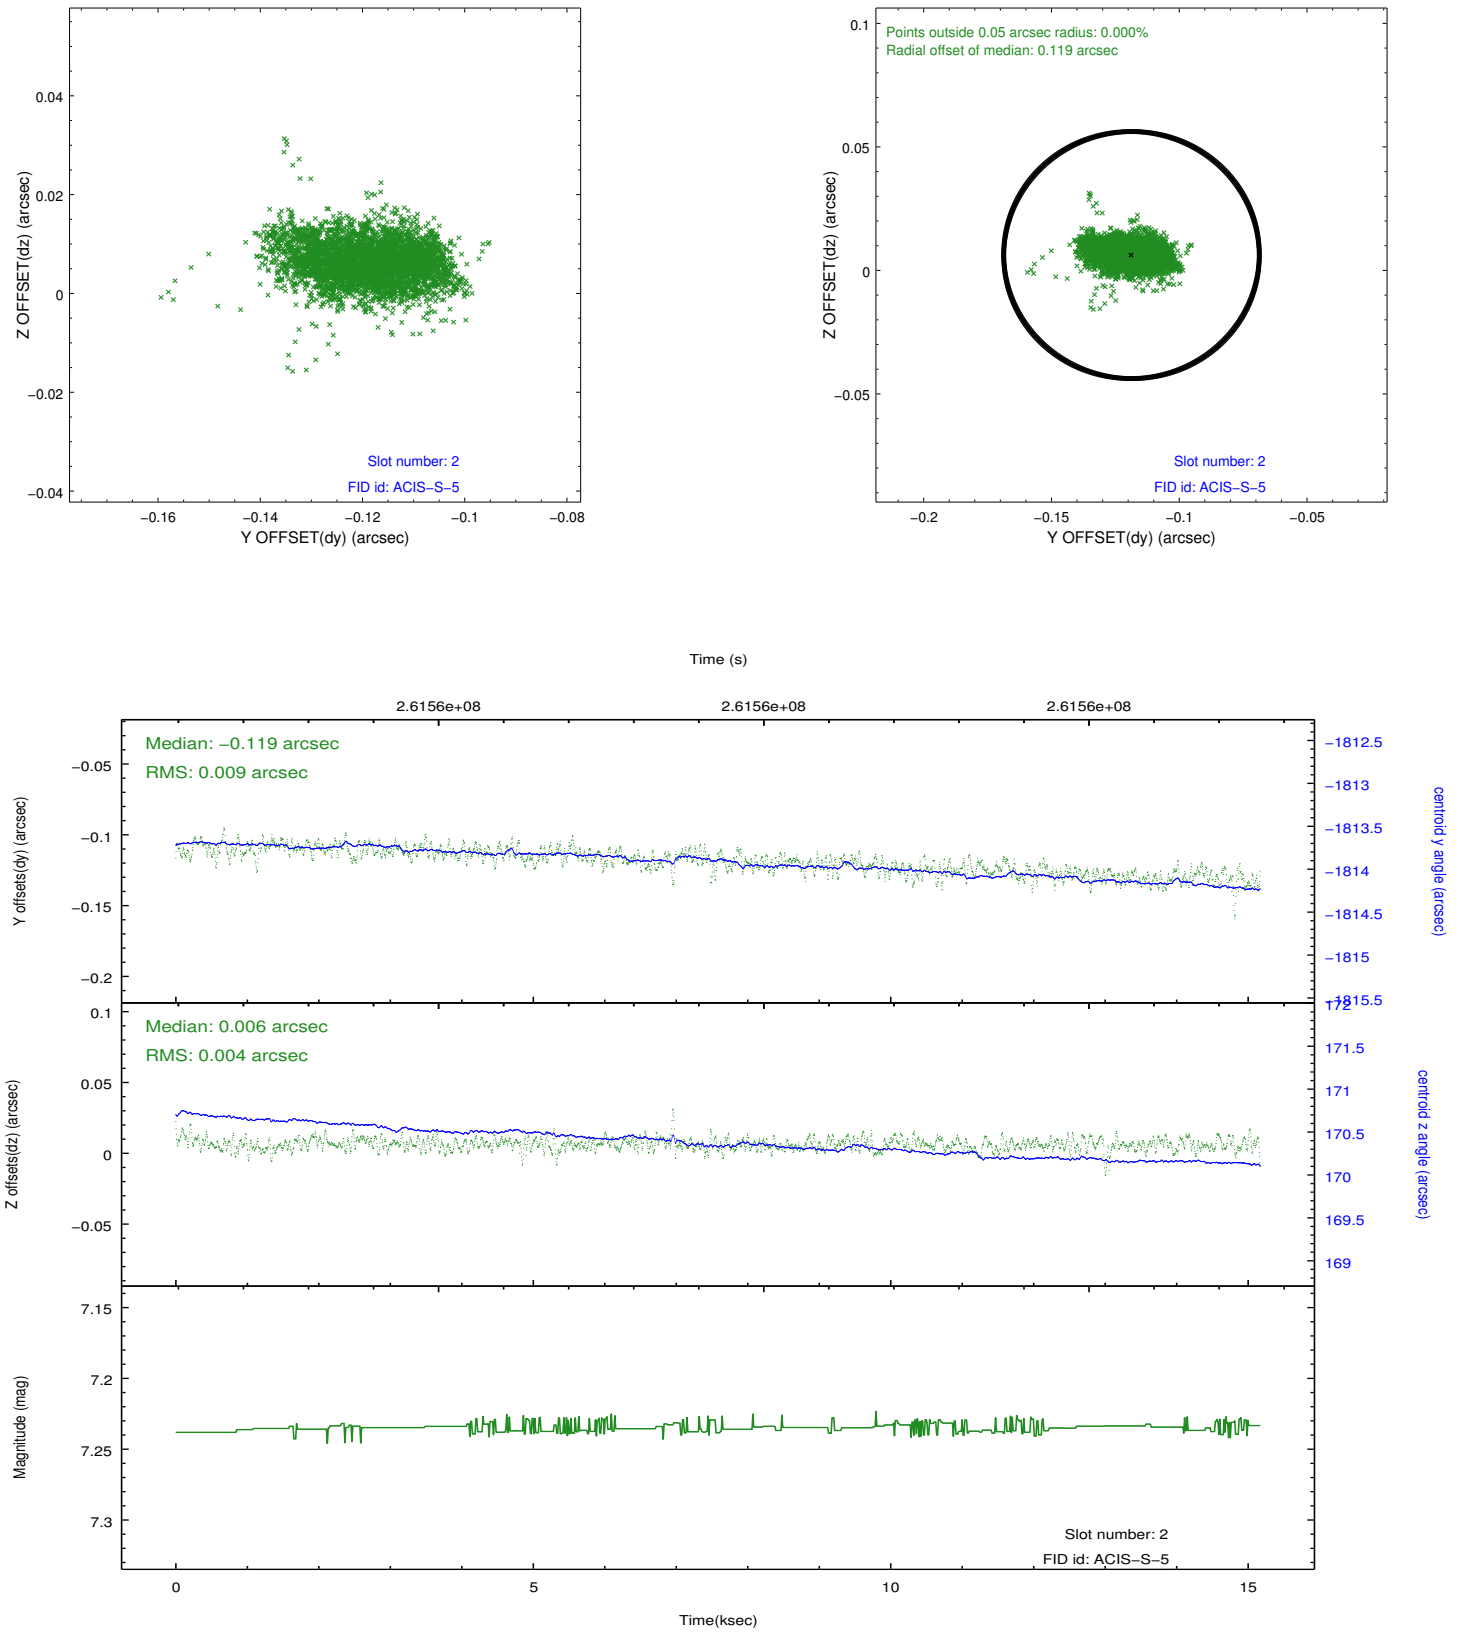 0.04
0.02
0
−0.02
−0.04
Z OFFSET(dz) (arcsec)
Slot number: 2
FID id: ACIS−S−5
−0.16 −0.14 −0.12 −0.1 −0.08
Y OFFSET(dy) (arcsec)
Points outside 0.05 arcsec radius: 0.000%
Radial offset of median: 0.119 arcsec
0.1
0.05
0
−0.05
Z OFFSET(dz) (arcsec)
Slot number: 2
FID id: ACIS−S−5
−0.2 −0.15 −0.1 −0.05
Y OFFSET(dy) (arcsec)
Time (s)
2.6156e+08 2.6156e+08 2.6156e+08
Median: −0.119 arcsec
RMS: 0.009 arcsec
−0.05
−0.1
−0.15
−0.2
Y offsets(dy) (arcsec)
−1812.5
−1813
−1813.5
−1814
−1814.5
−1815
−1815.5
centroid y angle (arcsec)
Median: 0.006 arcsec
RMS: 0.004 arcsec
0.1
0.05
0
−0.05
Z offsets(dz) (arcsec)
172
171.5
171
170.5
170
169.5
169
centroid z angle (arcsec)
7.15
7.2
7.25
7.3
Magnitude (mag)
Slot number: 2
FID id: ACIS−S−5
0 5 10 15
Time(ksec)